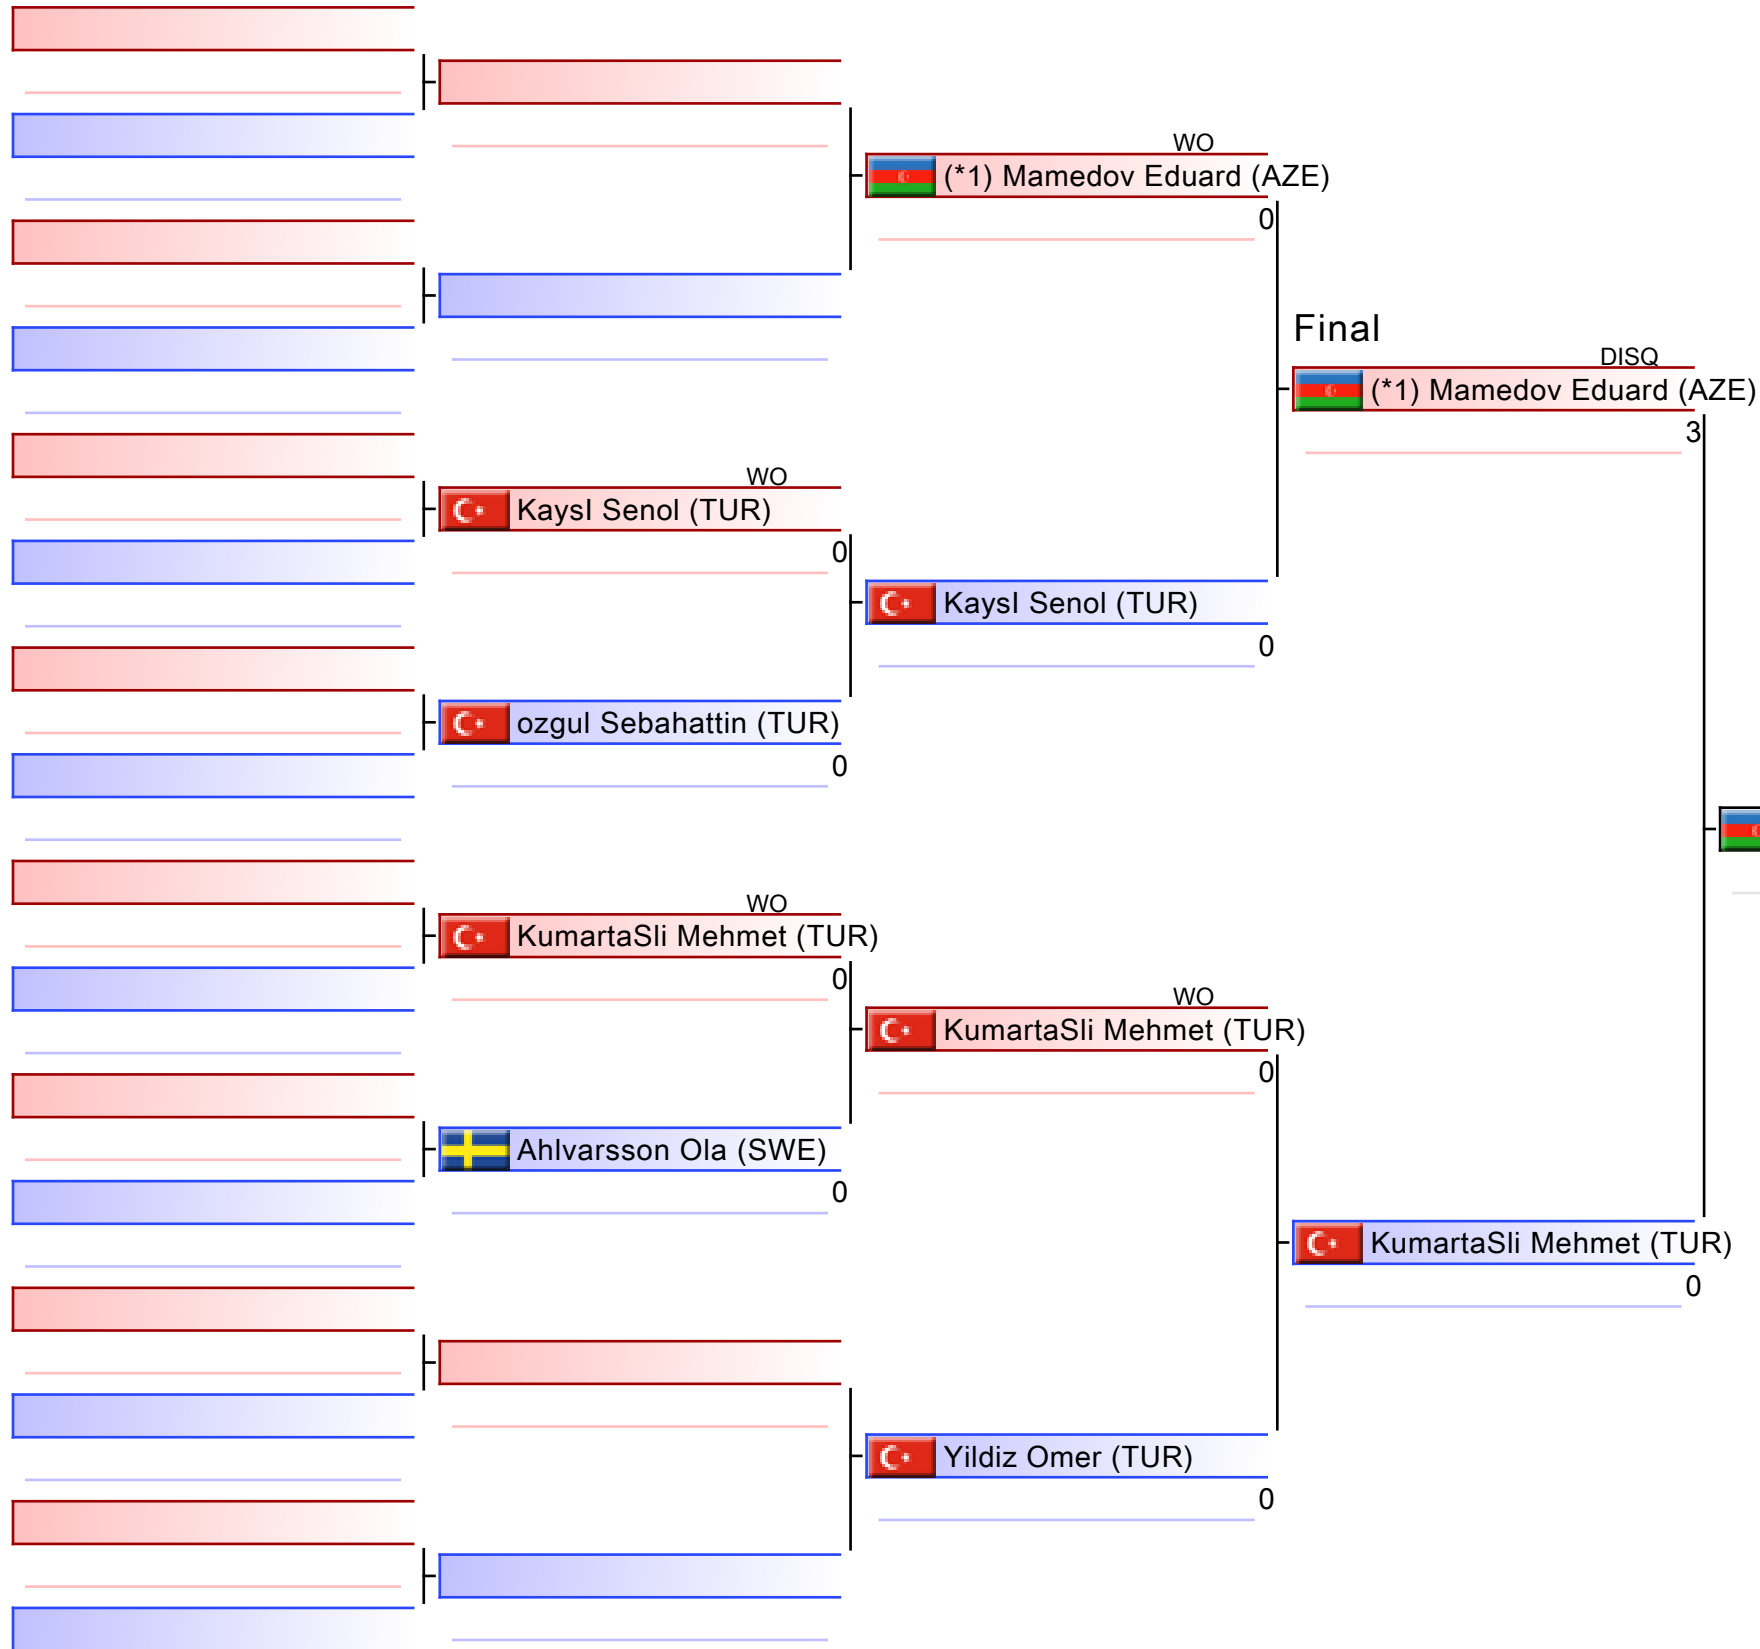 WO
(*1) Mamedov Eduard (AZE)
0
Final
DISQ
(*1) Mamedov Eduard (AZE)
3
WO
KaysI Senol (TUR)
0
KaysI Senol (TUR)
0
ozgul Sebahattin (TUR)
0
WO
KumartaSli Mehmet (TUR)
0
WO
KumartaSli Mehmet (TUR)
0
Ahlvarsson Ola (SWE)
0
KumartaSli Mehmet (TUR)
0
Yildiz Omer (TUR)
0